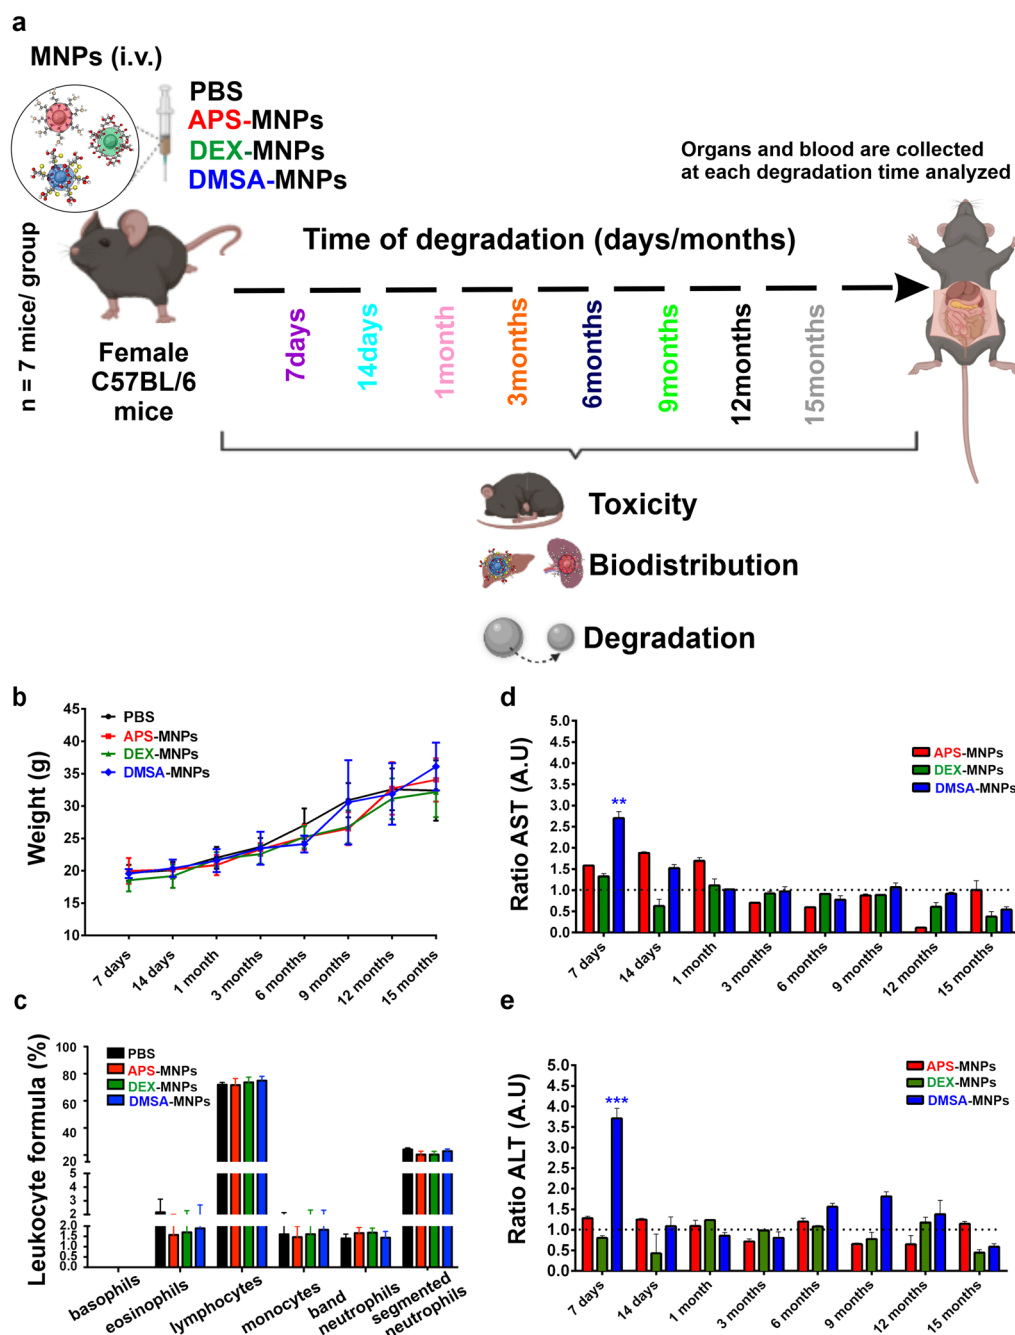 a
MNPs (i.v.)
PBS
APS-MNPs
DEX-MNPs
DMSA-MNPs
Organs and blood are collected
at each degradation time analyzed
n = 7 mice/ group
Time of degradation (days/months)
7days
14days
1month
3months
6months
9months
12months
15months
Female
C57BL/6
mice
Toxicity
Biodistribution
Degradation
b
Weight (g)
45
40
35
30
25
20
15
10
PBS
APS-MNPs
DEX-MNPs
DMSA-MNPs
7 days
14 days
1 month
3 months
6 months
9 months
12 months
15 months
c
Leukocyte formula (%)
100
80
60
40
20
5
4
3
2
2.0
1.5
1.0
0.5
0.0
PBS
APS-MNPs
DEX-MNPs
DMSA-MNPs
basophils
eosinophils
lymphocytes
monocytes
band
neutrophils
segmented
neutrophils
d
Ratio AST (A.U)
5.0
4.5
4.0
3.5
3.0
2.5
2.0
1.5
1.0
0.5
0.0
**
APS-MNPs
DEX-MNPs
DMSA-MNPs
7 days
14 days
1 month
3 months
6 months
9 months
12 months
15 months
e
Ratio ALT (A.U)
5.0
4.5
4.0
3.5
3.0
2.5
2.0
1.5
1.0
0.5
0.0
***
APS-MNPs
DEX-MNPs
DMSA-MNPs
7 days
14 days
1 month
3 months
6 months
9 months
12 months
15 months